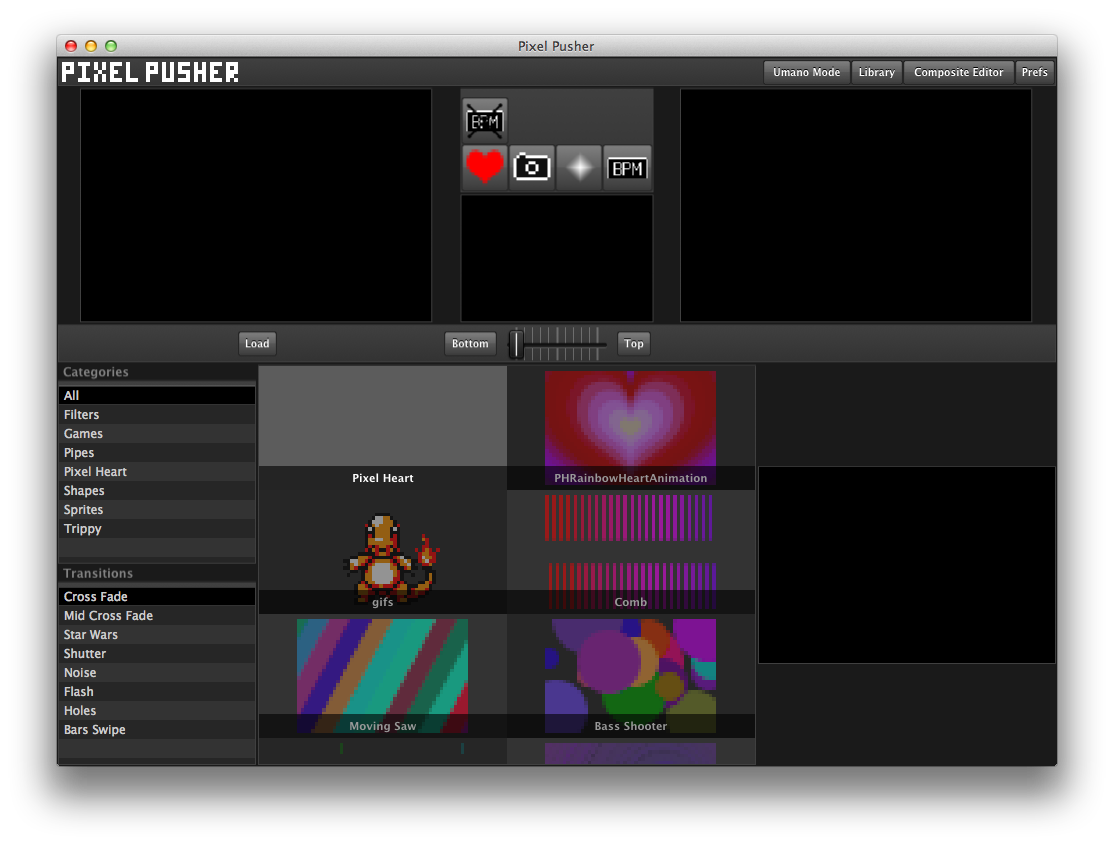 Pixel Pusher
PIXEL PUSHER
Umano Mode
Library
Composite Editor
Prefs
BPM
BPM
Load
Bottom
Top
Categories
All
Filters
Games
Pipes
Pixel Heart
Shapes
Sprites
Trippy
Transitions
Cross Fade
Mid Cross Fade
Star Wars
Shutter
Noise
Flash
Holes
Bars Swipe
Pixel Heart
PHRainbowHeartAnimation
gifs
Comb
Moving Saw
Bass Shooter